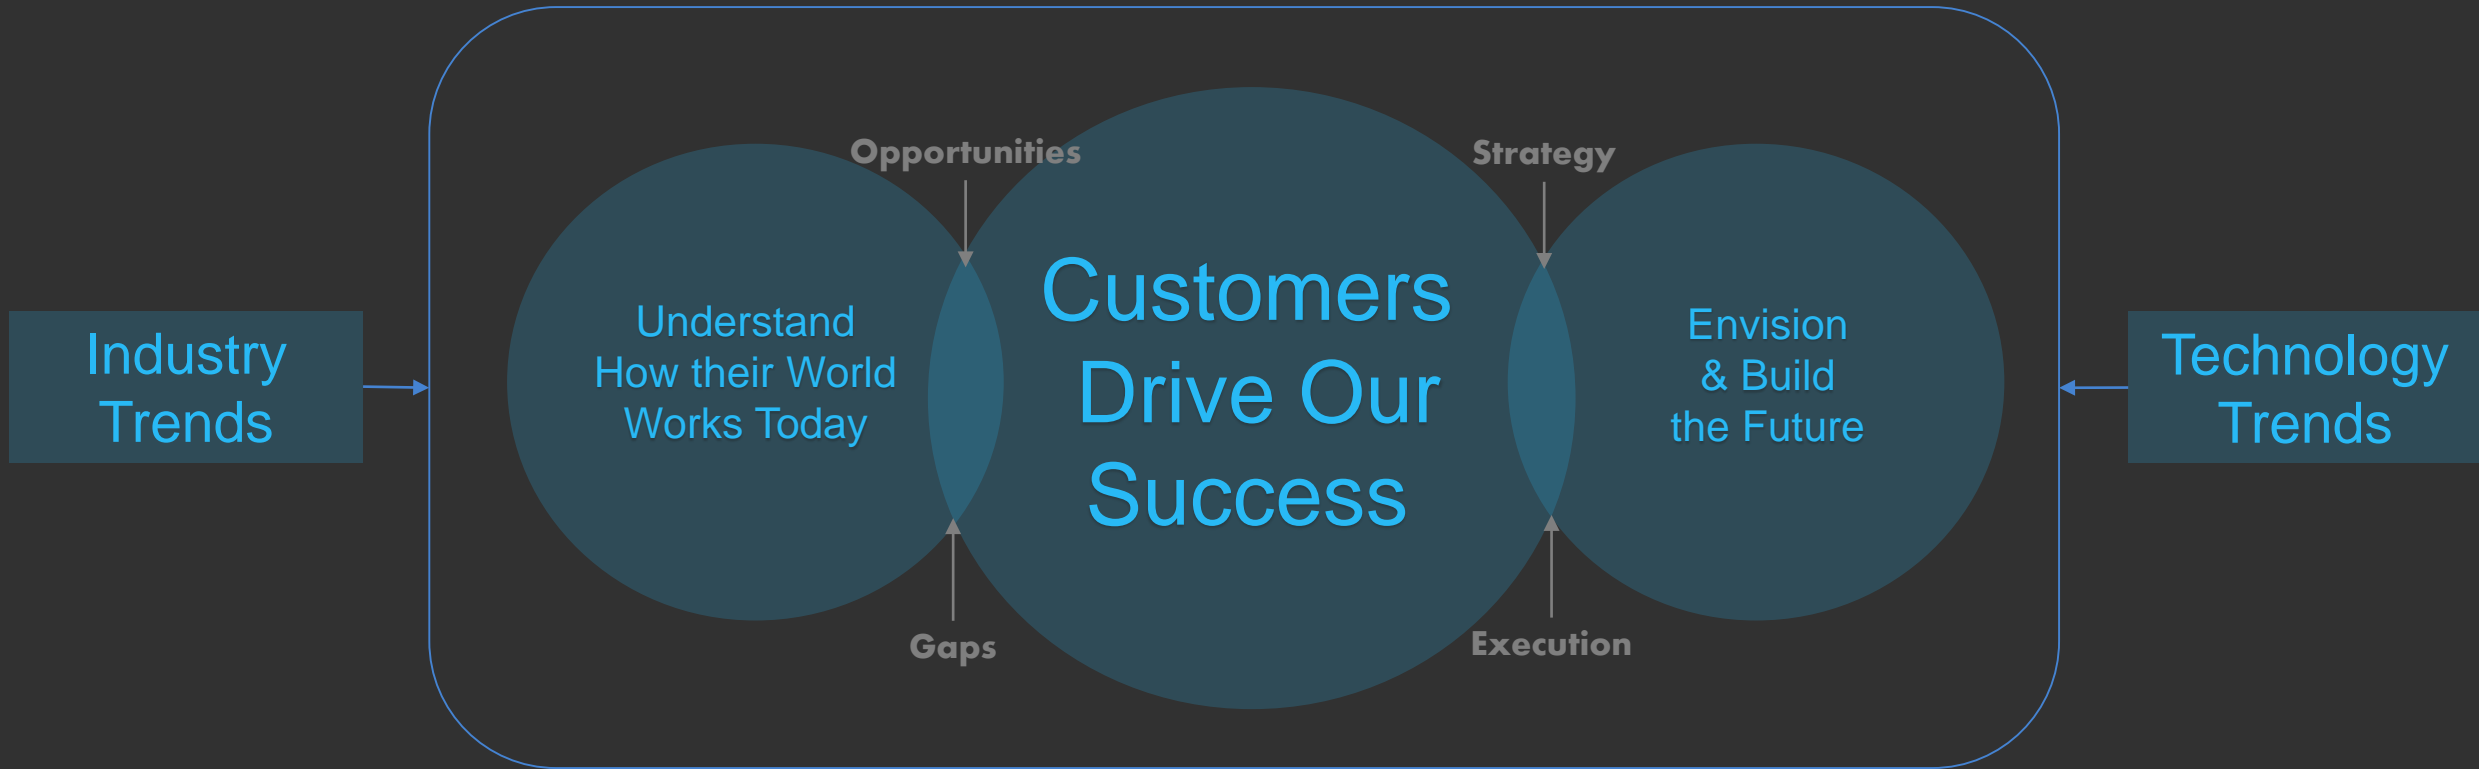 Opportunities
Strategy
Industry
Trends
Understand
How their World
Works Today
Customers
Drive Our
Success
Envision
& Build
the Future
Technology
Trends
Gaps
Execution